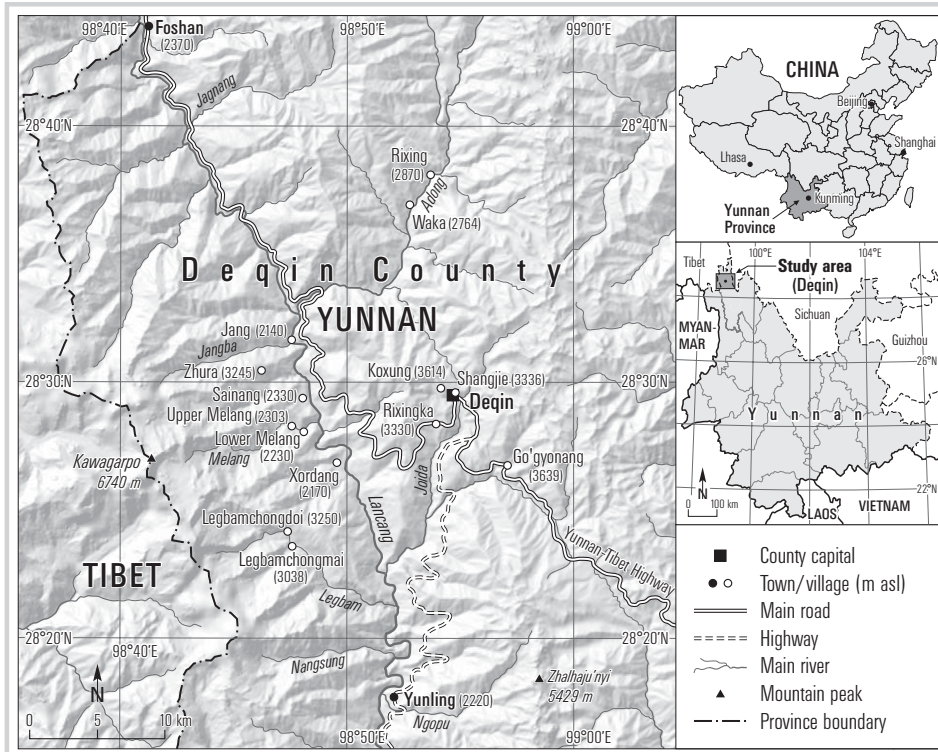 98°40'E
Foshan
(2370)
98°50'E
99°00'E
Jagnang
28°40'N
28°40'N
Rixing
(2870)
Adong
Waka (2764)
Deqin County
YUNNAN
Jang (2140)
Jangba
Zhura (3245)
28°30'N
28°30'N
Koxung (3614)
Shangjie (3336)
Deqin
Sainang (2330)
Rixingka
(3330)
Upper Melang (2303)
Lower Melang
(2230)
Melang
Kawagarpo
6740 m
Xordang
(2170)
Joida
Go'gyonang
(3639)
Lancang
Legbamchongdoi (3250)
Legbamchongmai
(3038)
Yunnan-Tibet Highway
TIBET
Legbam
28°20'N
28°20'N
98°40'E
Nangsung
Zhalhaju'nyi
5429 m
N
Yunling (2220)
Ngopu
0 5 10 km
98°50'E
99°00'E
CHINA
Beijing
Shanghai
Lhasa
Kunming
Yunnan
Province
100°E
104°E
Tibet
Study area
(Deqin)
Sichuan
MYAN-
MAR
Guizhou
26°N
Yunnan
N
22°N
0 100 km
LAOS
VIETNAM
County capital
Town/village (m asl)
Main road
Highway
Main river
Mountain peak
Province boundary